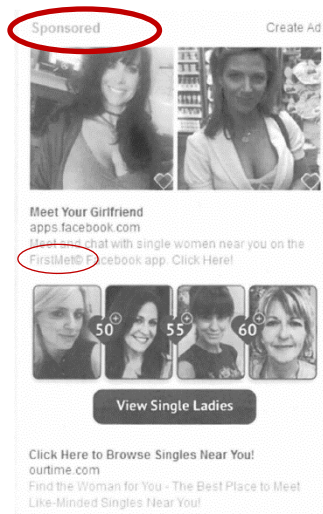 Sponsored Create Ad
Meet Your Girlfriend
apps.facebook.com
Meet and chat with single women near you on the
FirstMet© Facebook app. Click Here!
50+ 55+ 60+
View Single Ladies
Click Here to Browse Singles Near You!
ourtime.com
Find the Woman for You - The Best Place to Meet
Like-Minded Singles Near You!